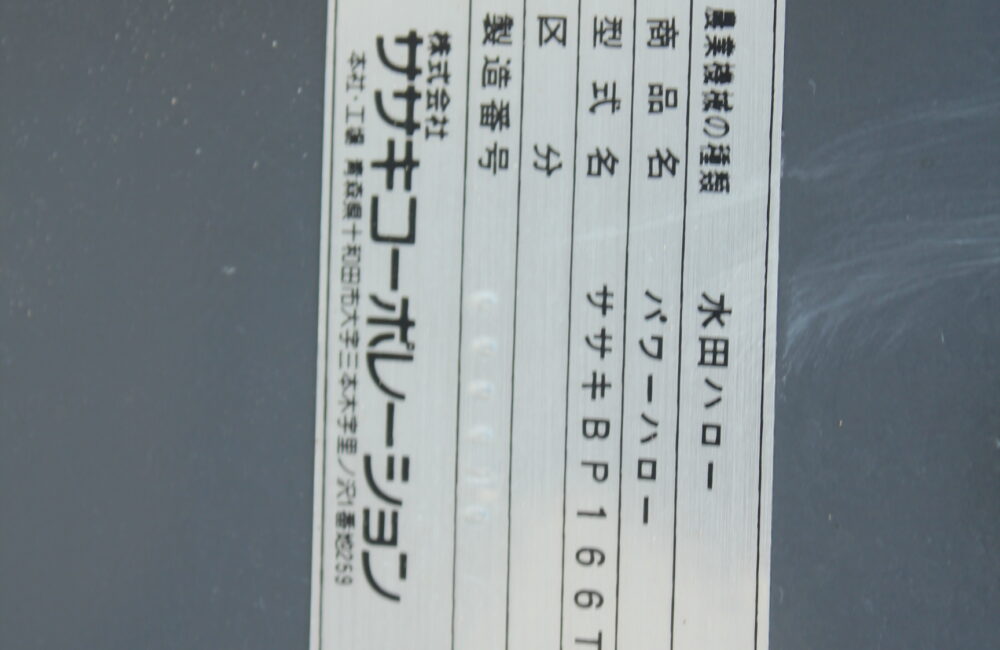 農業機械の種類 水田ハロー
商品名 パワーハロー
型式名 ササキBP166T
区分
製造番号
株式会社
ササキコーポレーション
本社・工場 青森県十和田市大字三本木字里ノ沢1番地259